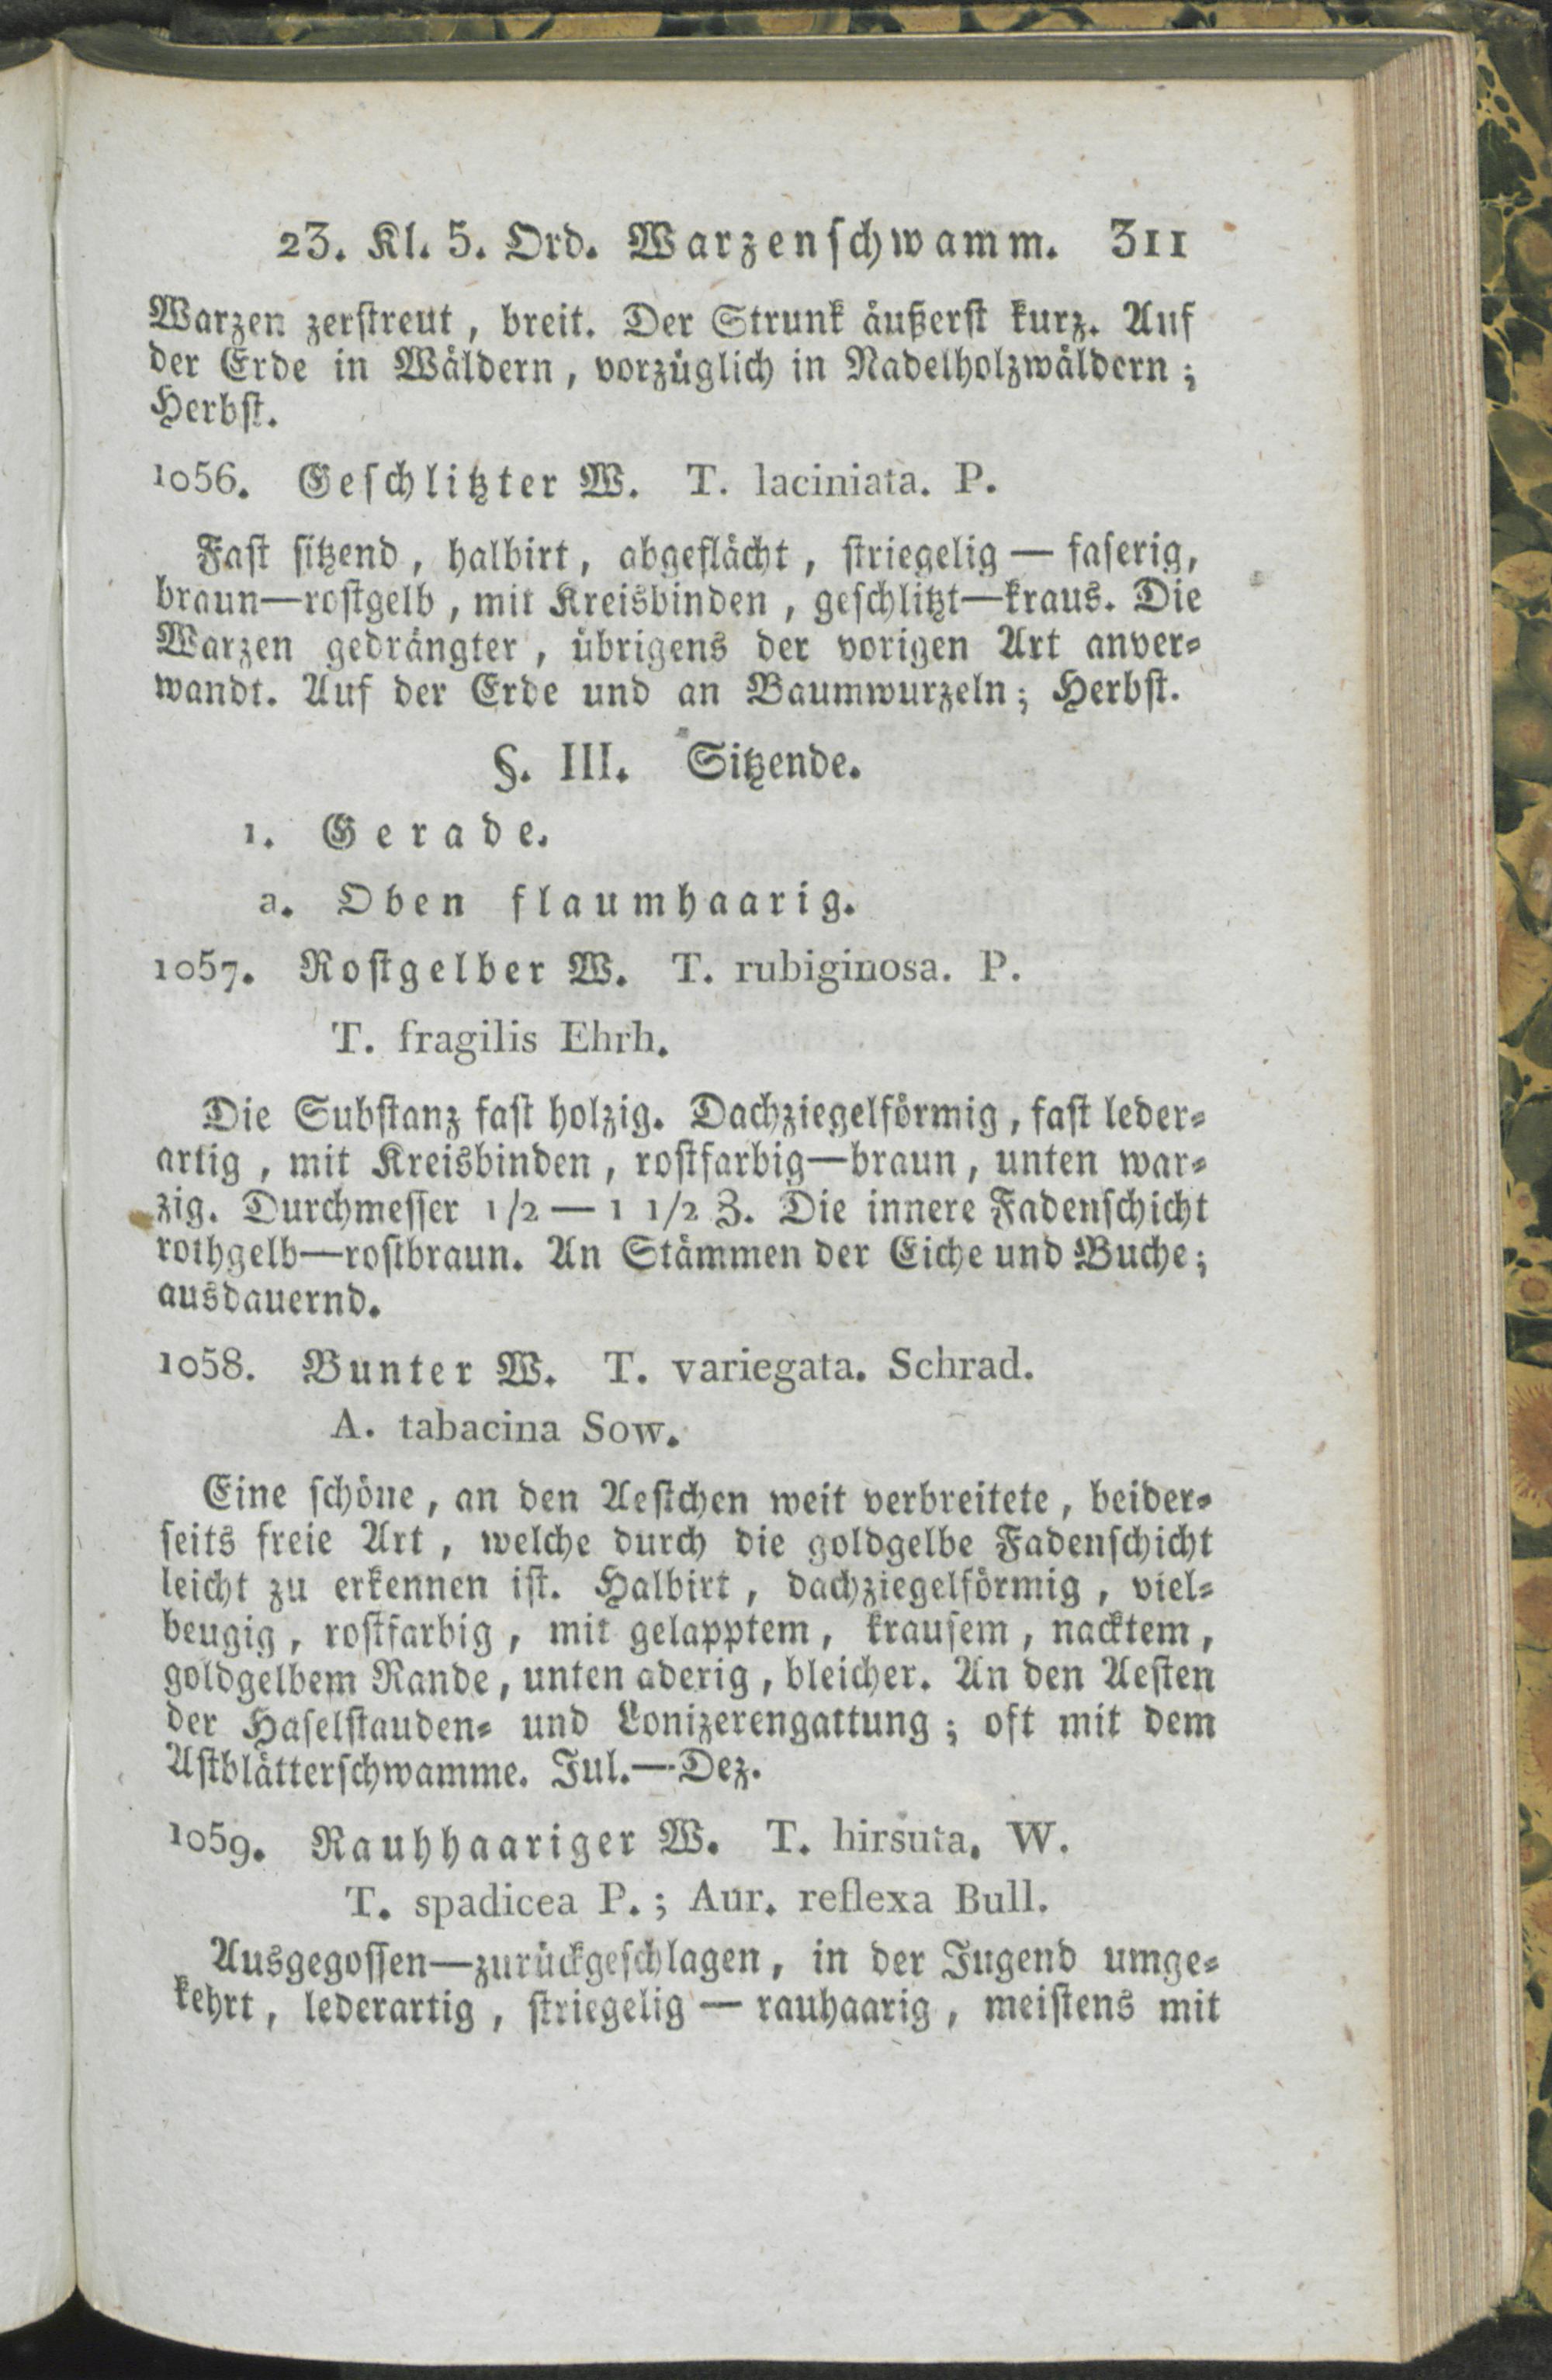 23. Kl. 5. Ord. Warzenschwamm. 311
Warzen zerstreut, breit. Der Strunk äußerst kurz. Auf
der Erde in Wäldern, vorzüglich in Nadelholzwäldern;
Herbst.
1056. Geschlitzter W. T. laciniata. P.
Fast sitzend, halbirt, abgeflächt, striegelig — faserig,
braun—rostgelb, mit Kreisbinden, geschlitzt—kraus. Die
Warzen gedrängter, übrigens der vorigen Art anver-
wandt. Auf der Erde und an Baumwurzeln; Herbst.
§. III. Sitzende.
1. Gerade.
a. Oben flaumhaarig.
1057. Rostgelber W. T. rubiginosa. P.
T. fragilis Ehrh.
Die Substanz fast holzig. Dachziegelförmig, fast leder-
artig, mit Kreisbinden, rostfarbig—braun, unten war-
zig. Durchmesser 1/2 — 1 1/2 Z. Die innere Fadenschicht
rothgelb—rostbraun. An Stämmen der Eiche und Buche;
ausdauernd.
1058. Bunter W. T. variegata. Schrad.
A. tabacina Sow.
Eine schöne, an den Aestchen weit verbreitete, beider-
seits freie Art, welche durch die goldgelbe Fadenschicht
leicht zu erkennen ist. Halbirt, dachziegelförmig, viel-
beugig, rostfarbig, mit gelapptem, krausem, nacktem,
goldgelbem Rande, unten aderig, bleicher. An den Aesten
der Haselstauden- und Lonizerengattung; oft mit dem
Astblätterschwamme. Jul.—Dez.
1059. Rauhhaariger W. T. hirsuta. W.
T. spadicea P.; Aur. reflexa Bull.
Ausgegossen—zurückgeschlagen, in der Jugend umge-
kehrt, lederartig, striegelig — rauhaarig, meistens mit